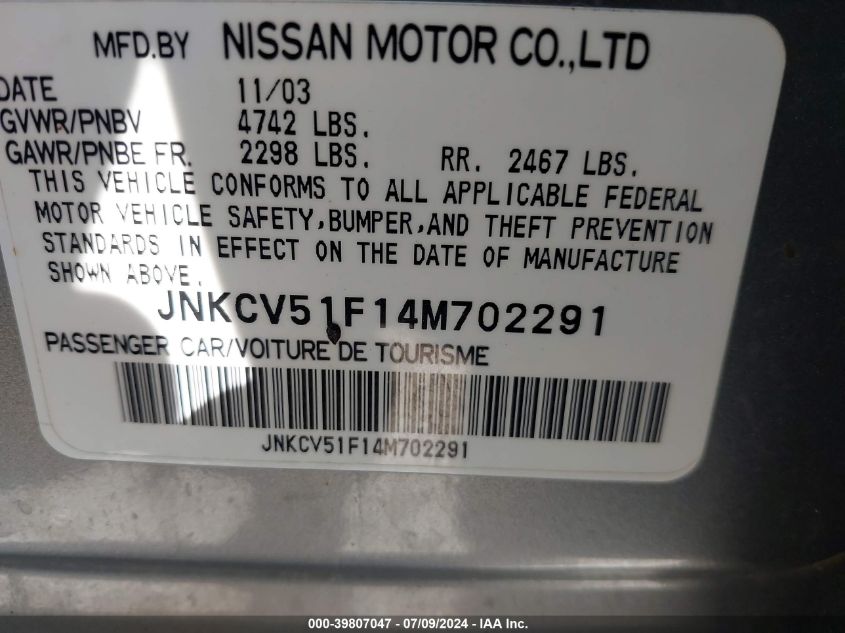 MFD.BY NISSAN MOTOR CO.,LTD
DATE 11/03
GVWR/PNBV 4742 LBS.
GAWR/PNBE FR. 2298 LBS. RR. 2467 LBS.
THIS VEHICLE CONFORMS TO ALL APPLICABLE FEDERAL
MOTOR VEHICLE SAFETY,BUMPER,AND THEFT PREVENTION
STANDARDS IN EFFECT ON THE DATE OF MANUFACTURE
SHOWN ABOVE.
JNKCV51F14M702291
PASSENGER CAR/VOITURE DE TOURISME
JNKCV51F14M702291
000-39807047 - 07/09/2024 - IAA Inc.